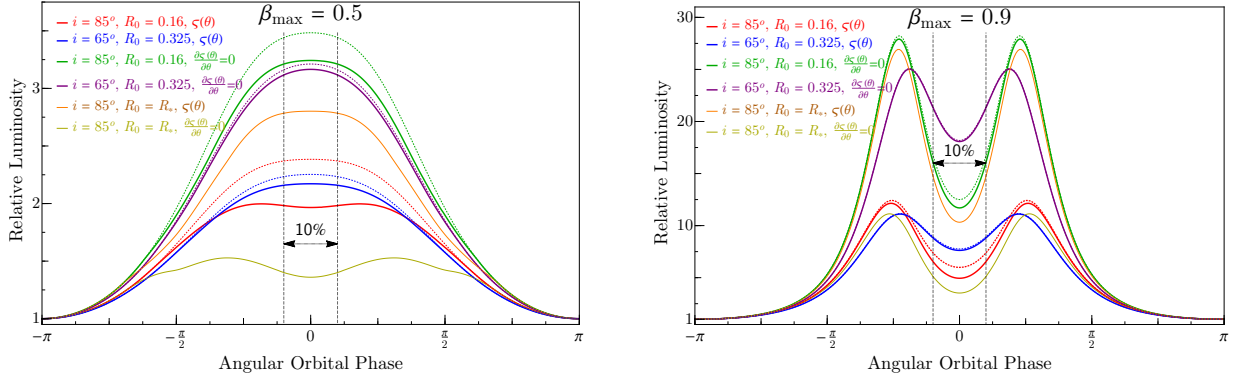 β_max = 0.5
i = 85°, R_0 = 0.16, ς(θ)
i = 65°, R_0 = 0.325, ς(θ)
i = 85°, R_0 = 0.16, ∂ς(θ)/∂θ=0
i = 65°, R_0 = 0.325, ∂ς(θ)/∂θ=0
i = 85°, R_0 = R_*, ς(θ)
i = 85°, R_0 = R_*, ∂ς(θ)/∂θ=0
Relative Luminosity
3
2
1
10%
−π
−π/2
0
π/2
π
Angular Orbital Phase
β_max = 0.9
i = 85°, R_0 = 0.16, ς(θ)
i = 65°, R_0 = 0.325, ς(θ)
i = 85°, R_0 = 0.16, ∂ς(θ)/∂θ=0
i = 65°, R_0 = 0.325, ∂ς(θ)/∂θ=0
i = 85°, R_0 = R_*, ς(θ)
i = 85°, R_0 = R_*, ∂ς(θ)/∂θ=0
Relative Luminosity
30
20
10
1
10%
−π
−π/2
0
π/2
π
Angular Orbital Phase